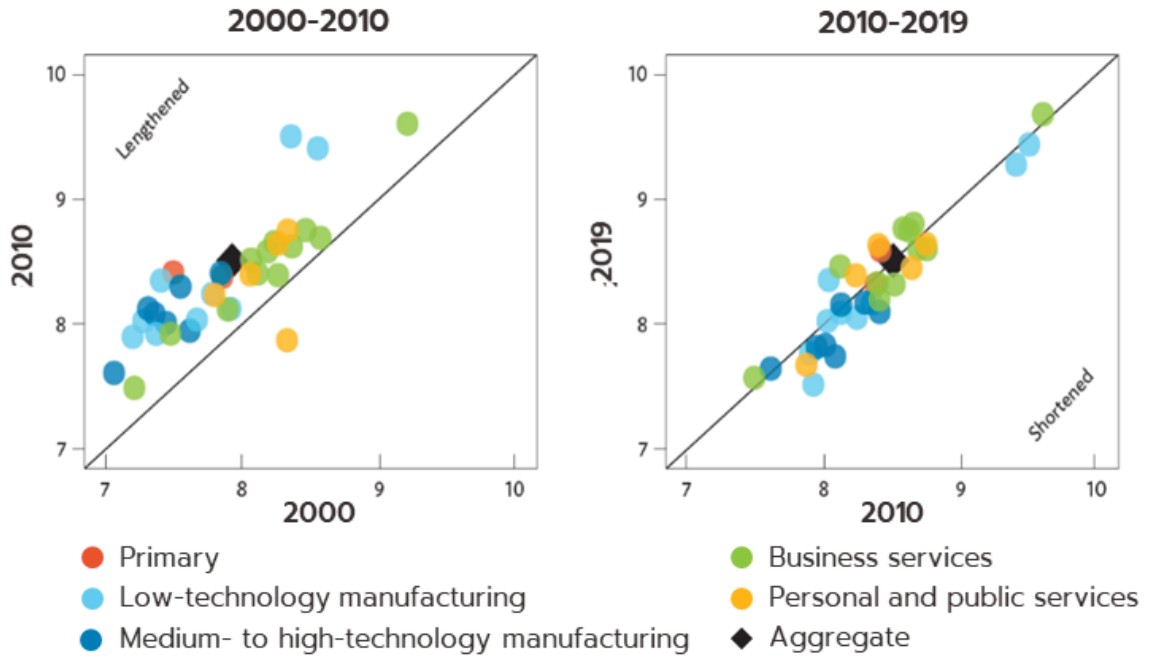 2000-2010
2010-2019
10
9
8
7
Lengthened
2010
7
8
9
10
2000
10
9
8
7
Shortened
;2019
7
8
9
10
2010
Primary
Low-technology manufacturing
Medium- to high-technology manufacturing
Business services
Personal and public services
Aggregate